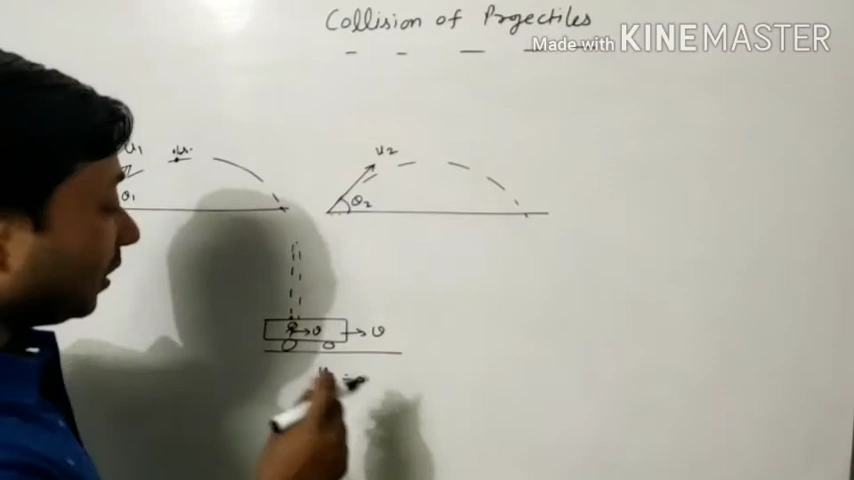 Collision of Projectiles
Made with KINEMASTER
u₁ u₂
θ₁ θ₂
v v